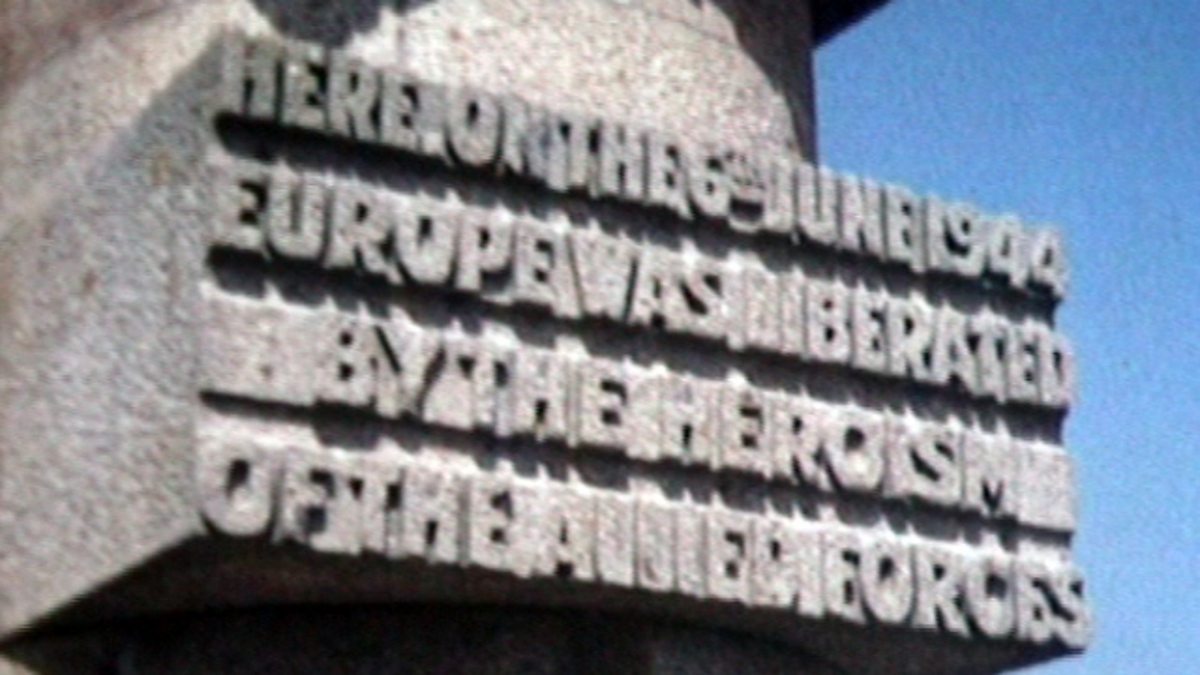 HERE. ON THE 6th JUNE 1944
EUROPE WAS LIBERATED
BY THE HEROISM
OF THE ALLIED FORCES